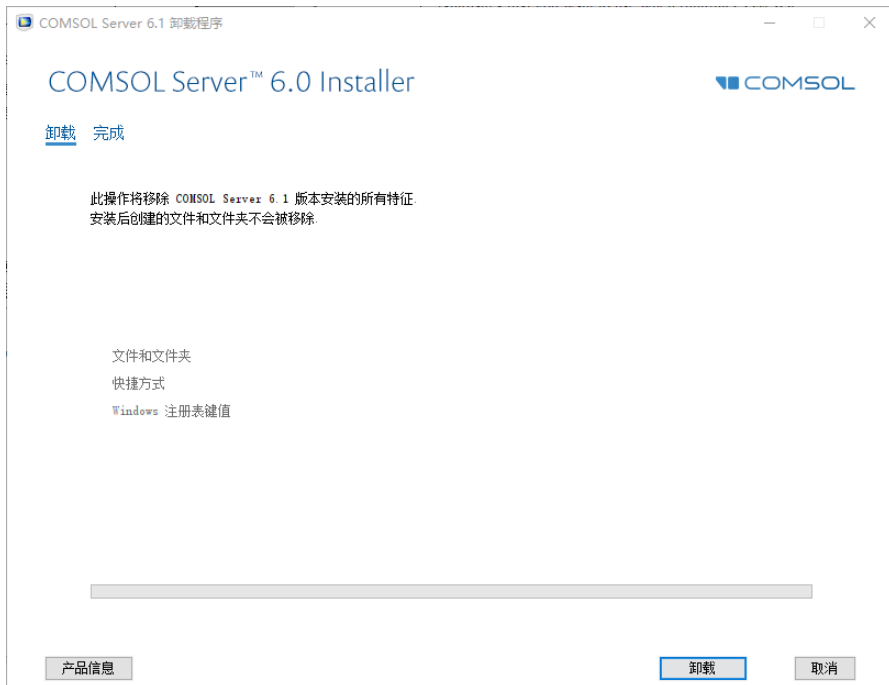 COMSOL Server 6.1 卸载程序
COMSOL Server™ 6.0 Installer
COMSOL
卸载 完成
此操作将移除 COMSOL Server 6.1 版本安装的所有特征.
安装后创建的文件和文件夹不会被移除.
文件和文件夹
快捷方式
Windows 注册表键值
产品信息 卸载 取消